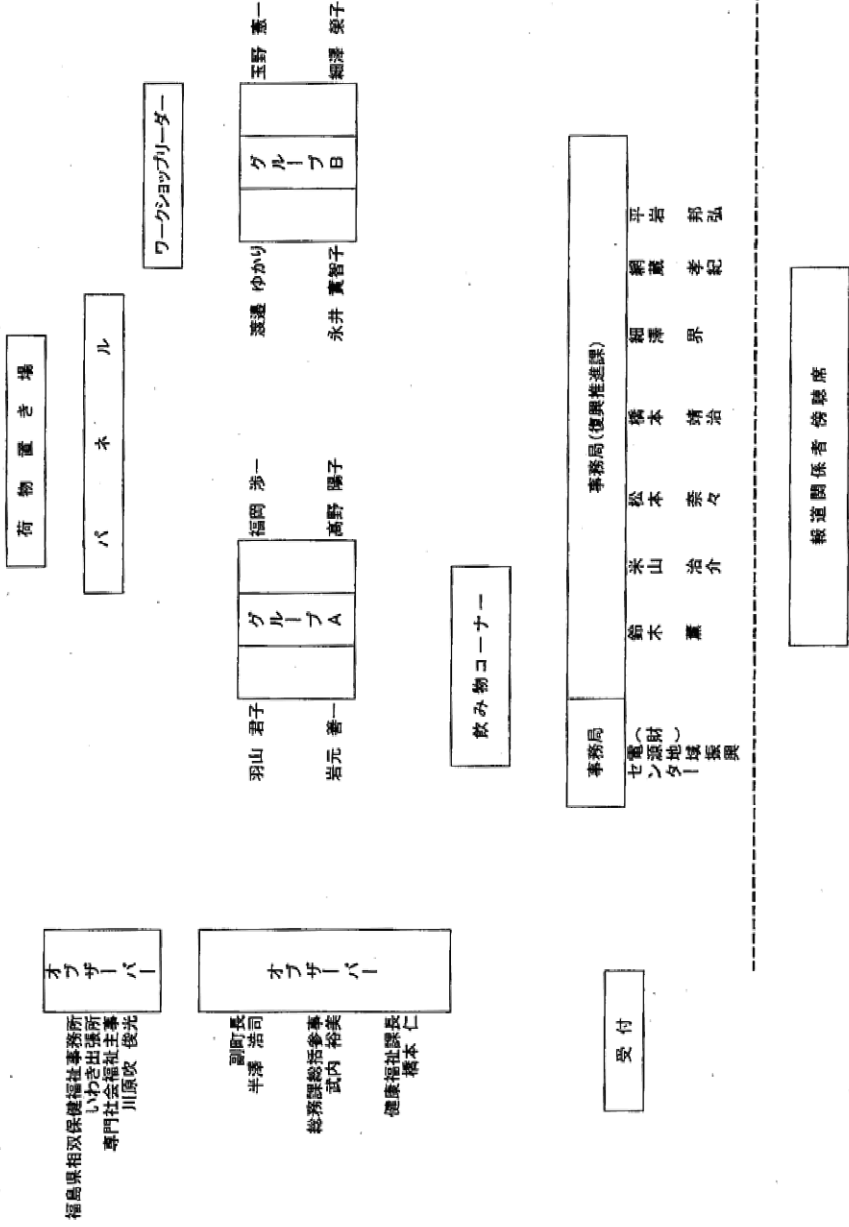 荷物置き場
パネル
ワークショップリーダー
福島県相双保健福祉事務所
いわき出張所
専門社会福祉主事
川原吹 俊光
オブザーバー
副町長
半澤 浩司
総務課総括参事
武内 裕美
健康福祉課長
橋本 仁
オブザーバー
羽山 君子
岩元 善一
グループA
福岡 渉一
高野 陽子
渡邉 ゆかり
永井 實智子
グループB
玉野 憲一
細澤 榮子
飲み物コーナー
事務局
(財)
電源地域振興
センター
事務局(復興推進課)
鈴木 薫
米山 治介
松本 奈々
橋本 靖治
細澤 界
網蔵 孝紀
平岩 邦弘
受付
報道関係者傍聴席